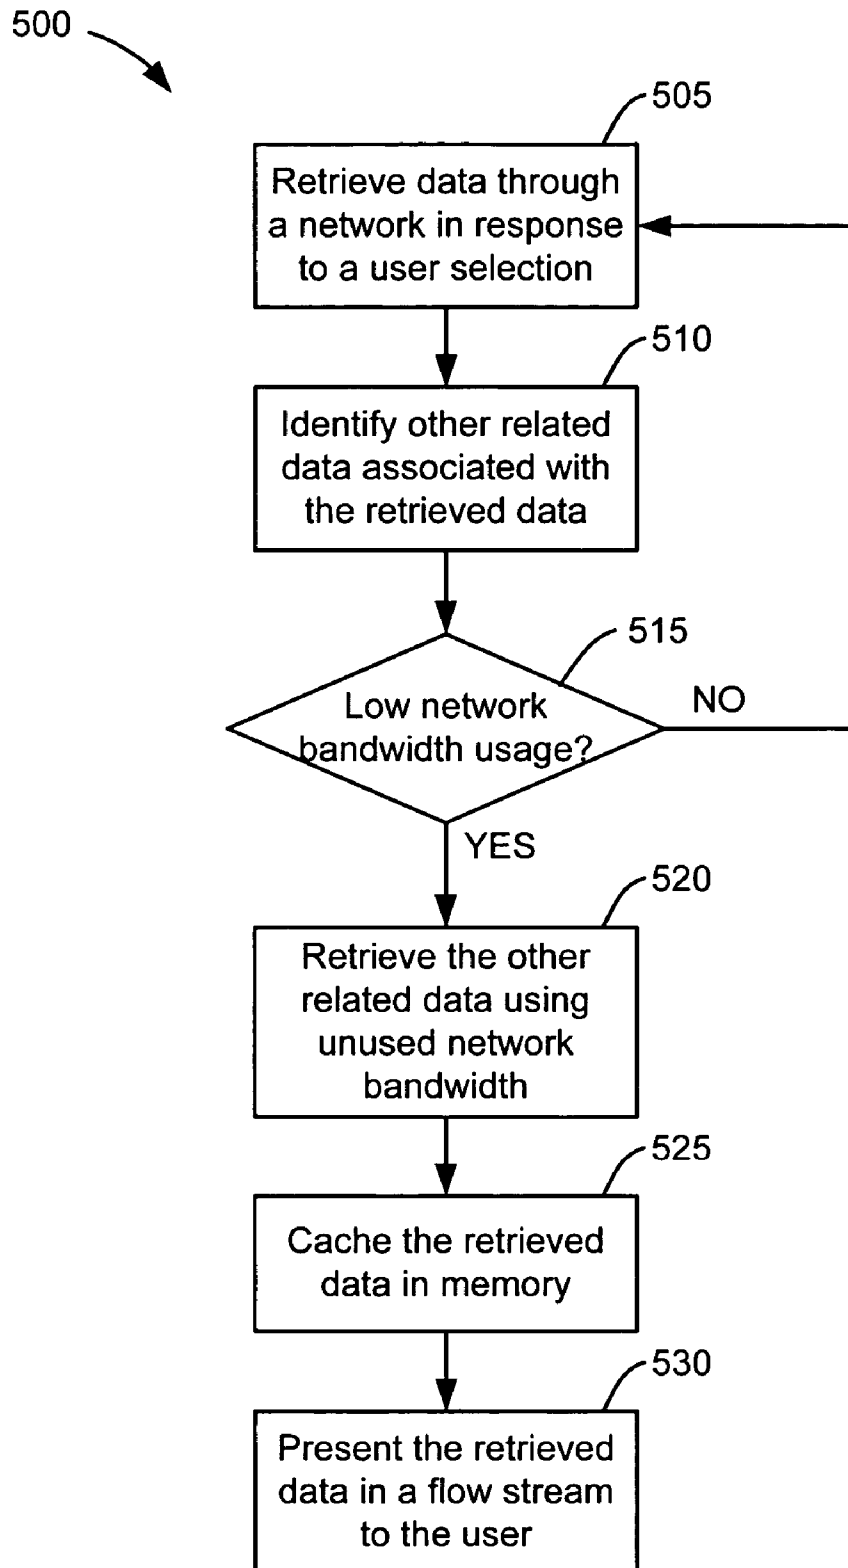 500
505
Retrieve data through
a network in response
to a user selection
510
Identify other related
data associated with
the retrieved data
515
Low network
bandwidth usage?
NO
YES
520
Retrieve the other
related data using
unused network
bandwidth
525
Cache the retrieved
data in memory
530
Present the retrieved
data in a flow stream
to the user